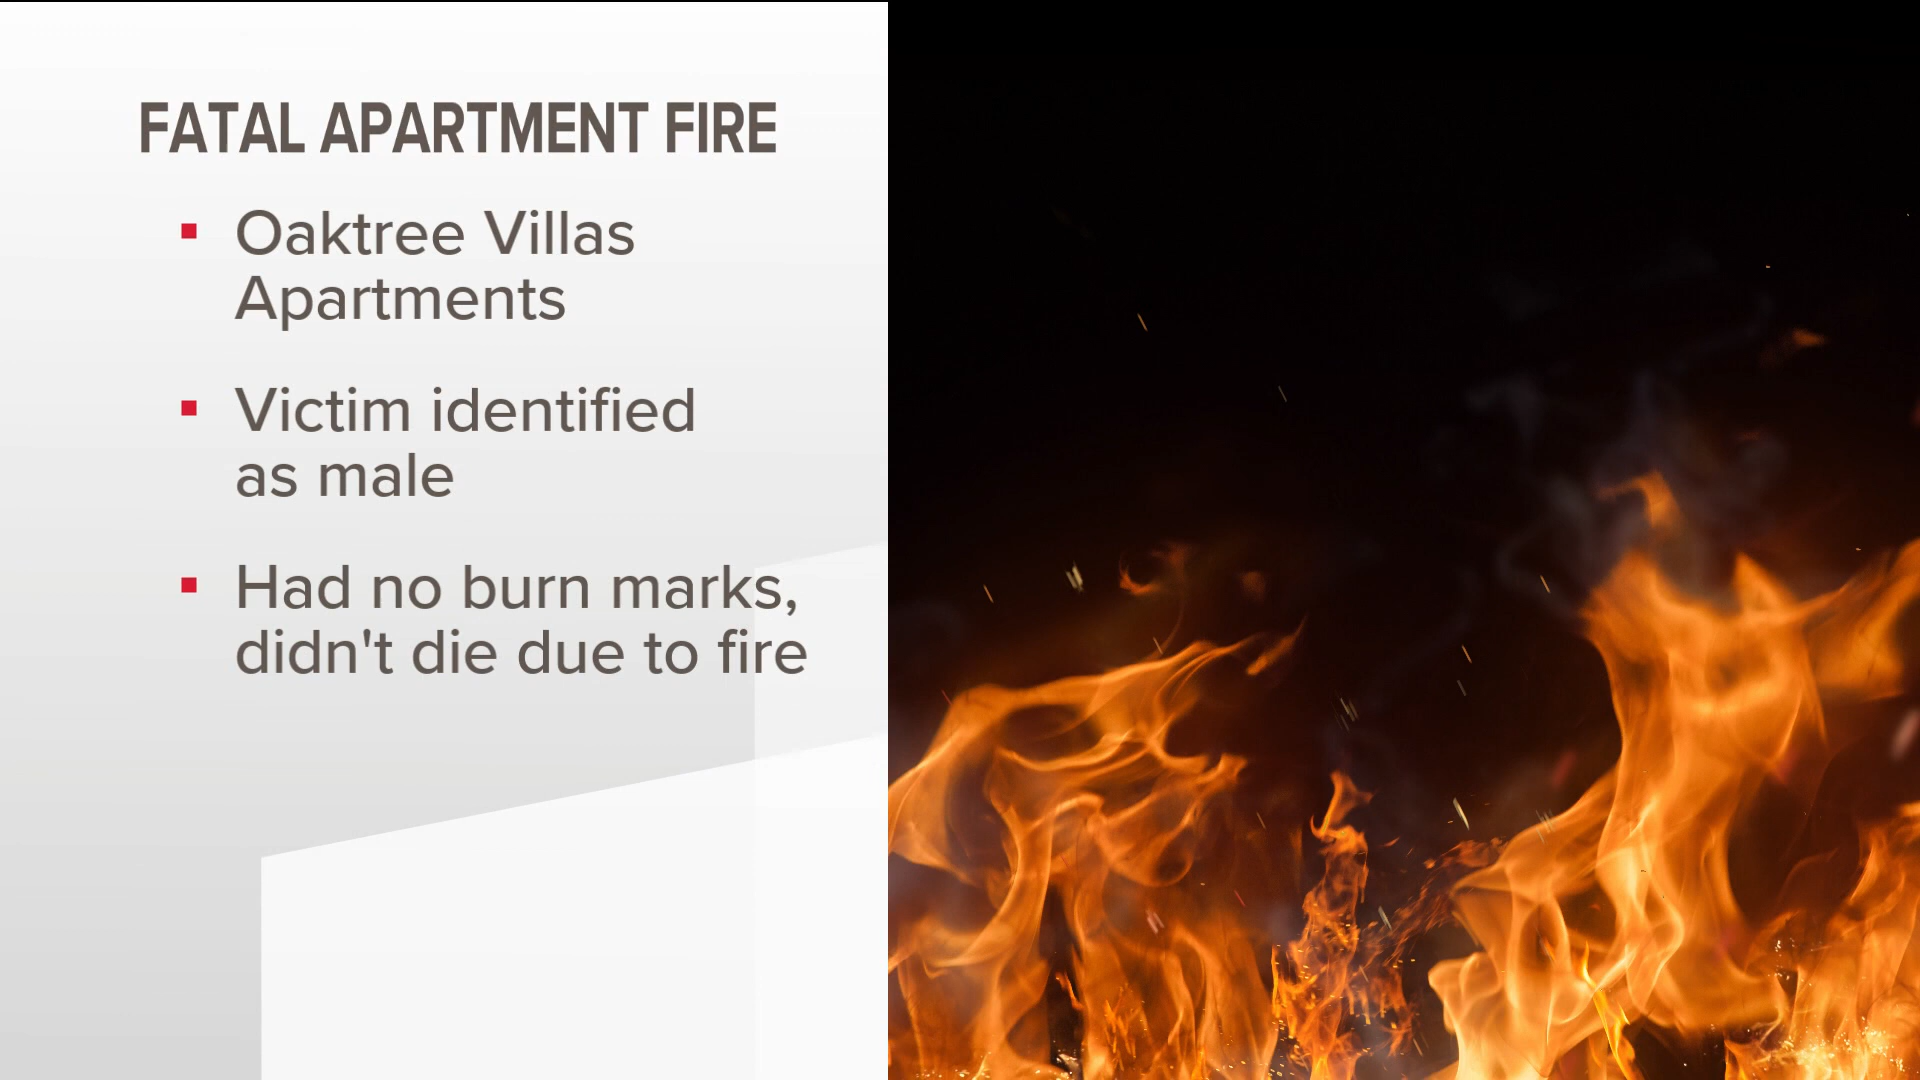 FATAL APARTMENT FIRE
Oaktree Villas
Apartments
Victim identified
as male
Had no burn marks,
didn't die due to fire